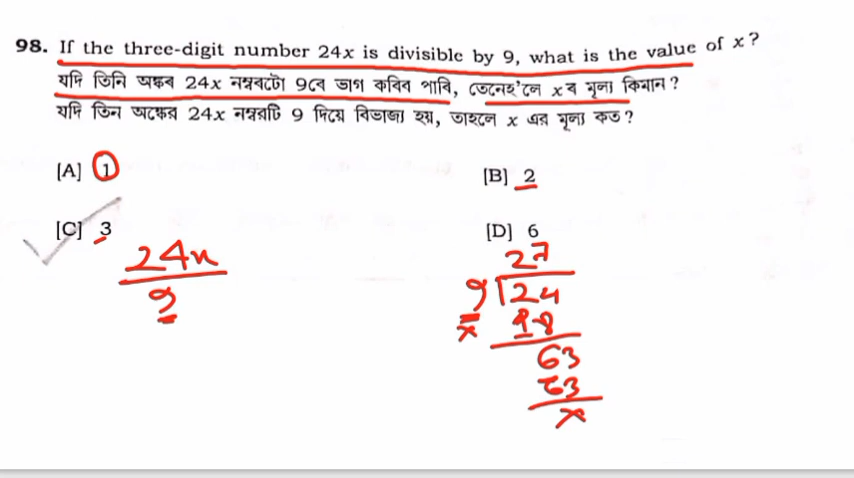 98. If the three-digit number 24x is divisible by 9, what is the value of x?
যদি তিনি অঙ্কৰ 24x নম্বৰটো 9ৰে ভাগ কৰিব পাৰি, তেনেহ'লে x ৰ মূল্য কিমান?
যদি তিন অঙ্কের 24x নম্বরটি 9 দিয়ে বিভাজ্য হয়, তাহলে x এর মূল্য কত?
[A] 1 [B] 2
[C] 3 [D] 6
24x
9
27
9 24
18
63
63
x